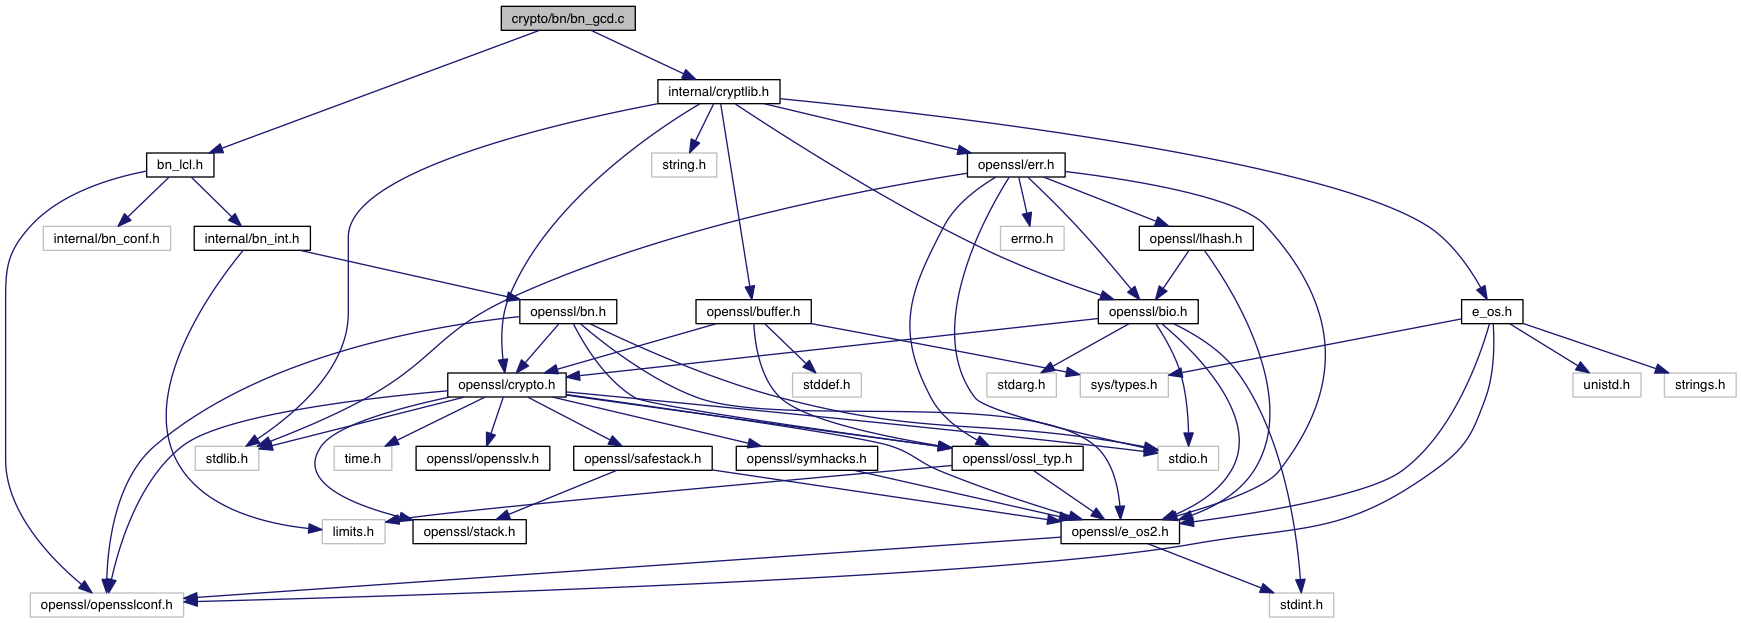 crypto/bn/bn_gcd.c
internal/cryptlib.h
bn_lcl.h
string.h
openssl/err.h
internal/bn_conf.h
internal/bn_int.h
errno.h
openssl/lhash.h
openssl/bn.h
openssl/buffer.h
openssl/bio.h
e_os.h
openssl/crypto.h
stddef.h
stdarg.h
sys/types.h
unistd.h
strings.h
stdlib.h
time.h
openssl/opensslv.h
openssl/safestack.h
openssl/symhacks.h
openssl/ossl_typ.h
stdio.h
limits.h
openssl/stack.h
openssl/e_os2.h
openssl/opensslconf.h
stdint.h